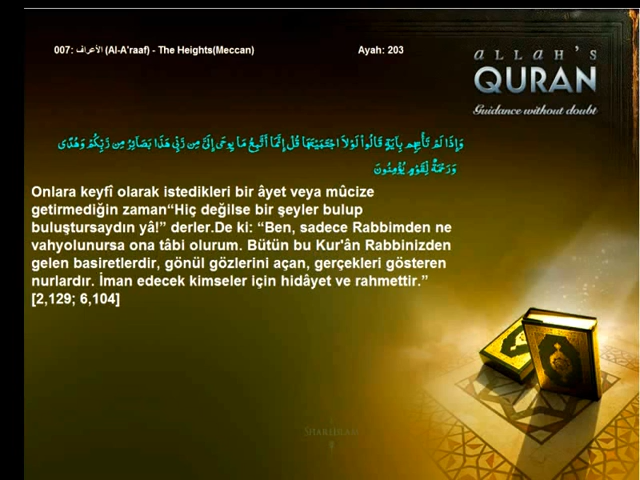 007: الأعراف (Al-A'raaf) - The Heights(Meccan) Ayah: 203
ALLAH'S
QURAN
Guidance without doubt
وَإِذَا لَمْ تَأْتِهِم بِآيَةٍ قَالُواْ لَوْلاَ اجْتَبَيْتَهَا قُلْ إِنَّمَا أَتَّبِعُ مَا يِوحَى إِلَيَّ مِن رَّبِّي هَذَا بَصَآئِرُ مِن رَّبِّكُمْ وَهُدًى
وَرَحْمَةٌ لِّقَوْمٍ يُؤْمِنُونَ
Onlara keyfî olarak istedikleri bir âyet veya mûcize
getirmediğin zaman“Hiç değilse bir şeyler bulup
buluştursaydın yâ!” derler.De ki: “Ben, sadece Rabbimden ne
vahyolunursa ona tâbi olurum. Bütün bu Kur'ân Rabbinizden
gelen basiretlerdir, gönül gözlerini açan, gerçekleri gösteren
nurlardır. İman edecek kimseler için hidâyet ve rahmettir.”
[2,129; 6,104]